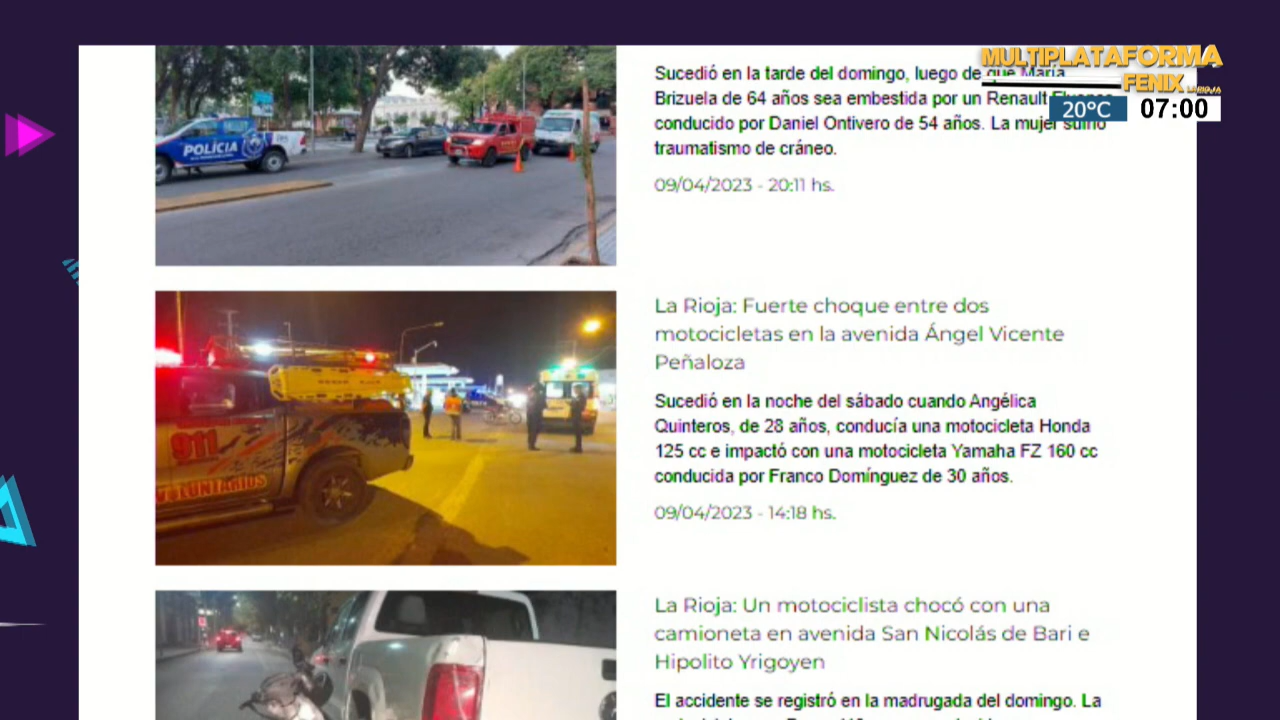 MULTIPLATAFORMA
FENIX
20°C 07:00
POLICÍA
Sucedió en la tarde del domingo, luego de que María
Brizuela de 64 años sea embestida por un Renault
conducido por Daniel Ontivero de 54 años. La mujer sufrió
traumatismo de cráneo.
09/04/2023 - 20:11 hs.
911
VOLUNTARIOS
La Rioja: Fuerte choque entre dos
motocicletas en la avenida Ángel Vicente
Peñaloza
Sucedió en la noche del sábado cuando Angélica
Quinteros, de 28 años, conducía una motocicleta Honda
125 cc e impactó con una motocicleta Yamaha FZ 160 cc
conducida por Franco Domínguez de 30 años.
09/04/2023 - 14:18 hs.
La Rioja: Un motociclista chocó con una
camioneta en avenida San Nicolás de Bari e
Hipolito Yrigoyen
El accidente se registró en la madrugada del domingo. La